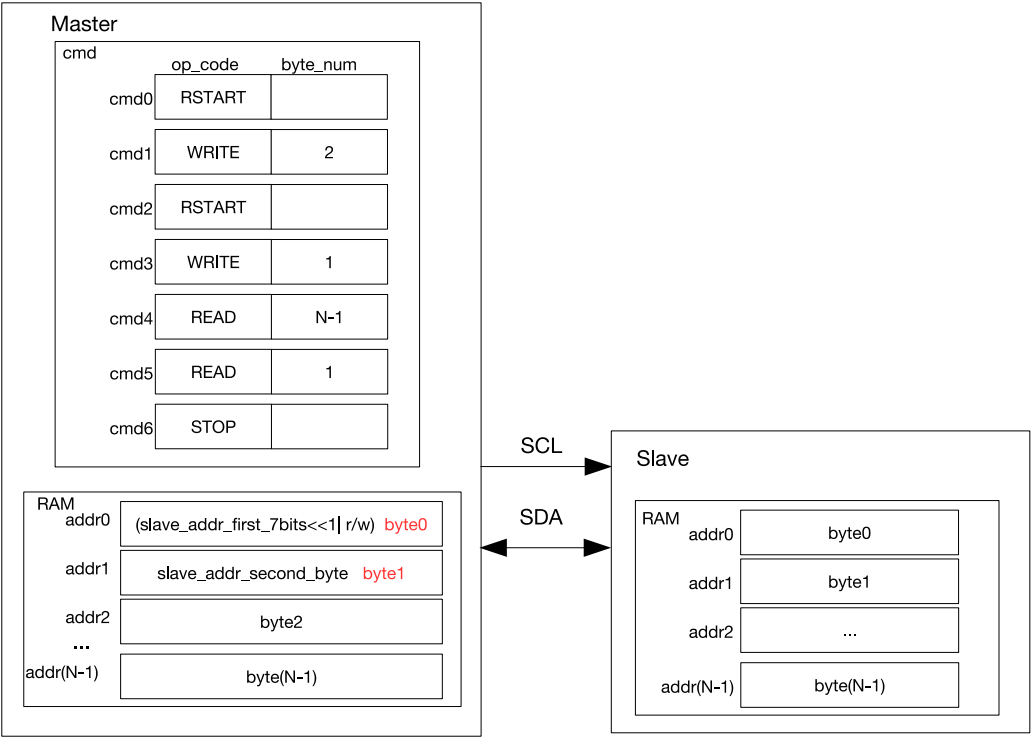 Master
cmd
op_code byte_num
cmd0 RSTART
cmd1 WRITE 2
cmd2 RSTART
cmd3 WRITE 1
cmd4 READ N-1
cmd5 READ 1
cmd6 STOP
RAM
addr0 (slave_addr_first_7bits<<1| r/w) byte0
addr1 slave_addr_second_byte byte1
addr2 byte2
...
addr(N-1) byte(N-1)
SCL
SDA
Slave
RAM
addr0 byte0
addr1 byte1
addr2 ...
addr(N-1) byte(N-1)